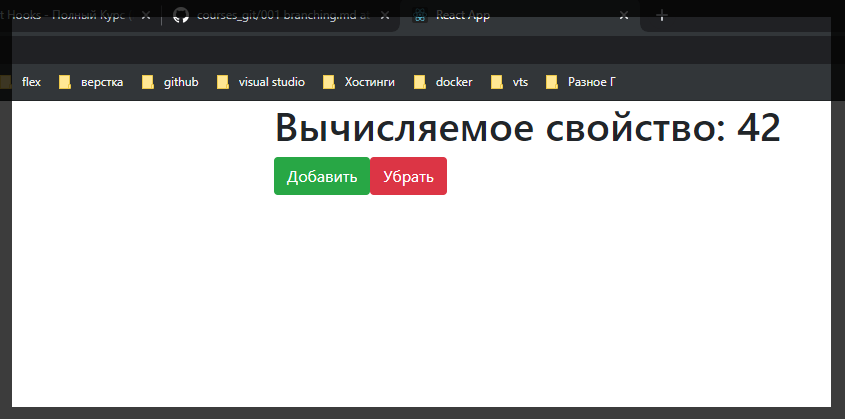 t Hooks - Полный Курс
courses_git/001 branching.md
React App
flex верстка github visual studio Хостинги docker vts Разное Г
Вычисляемое свойство: 42
Добавить Убрать